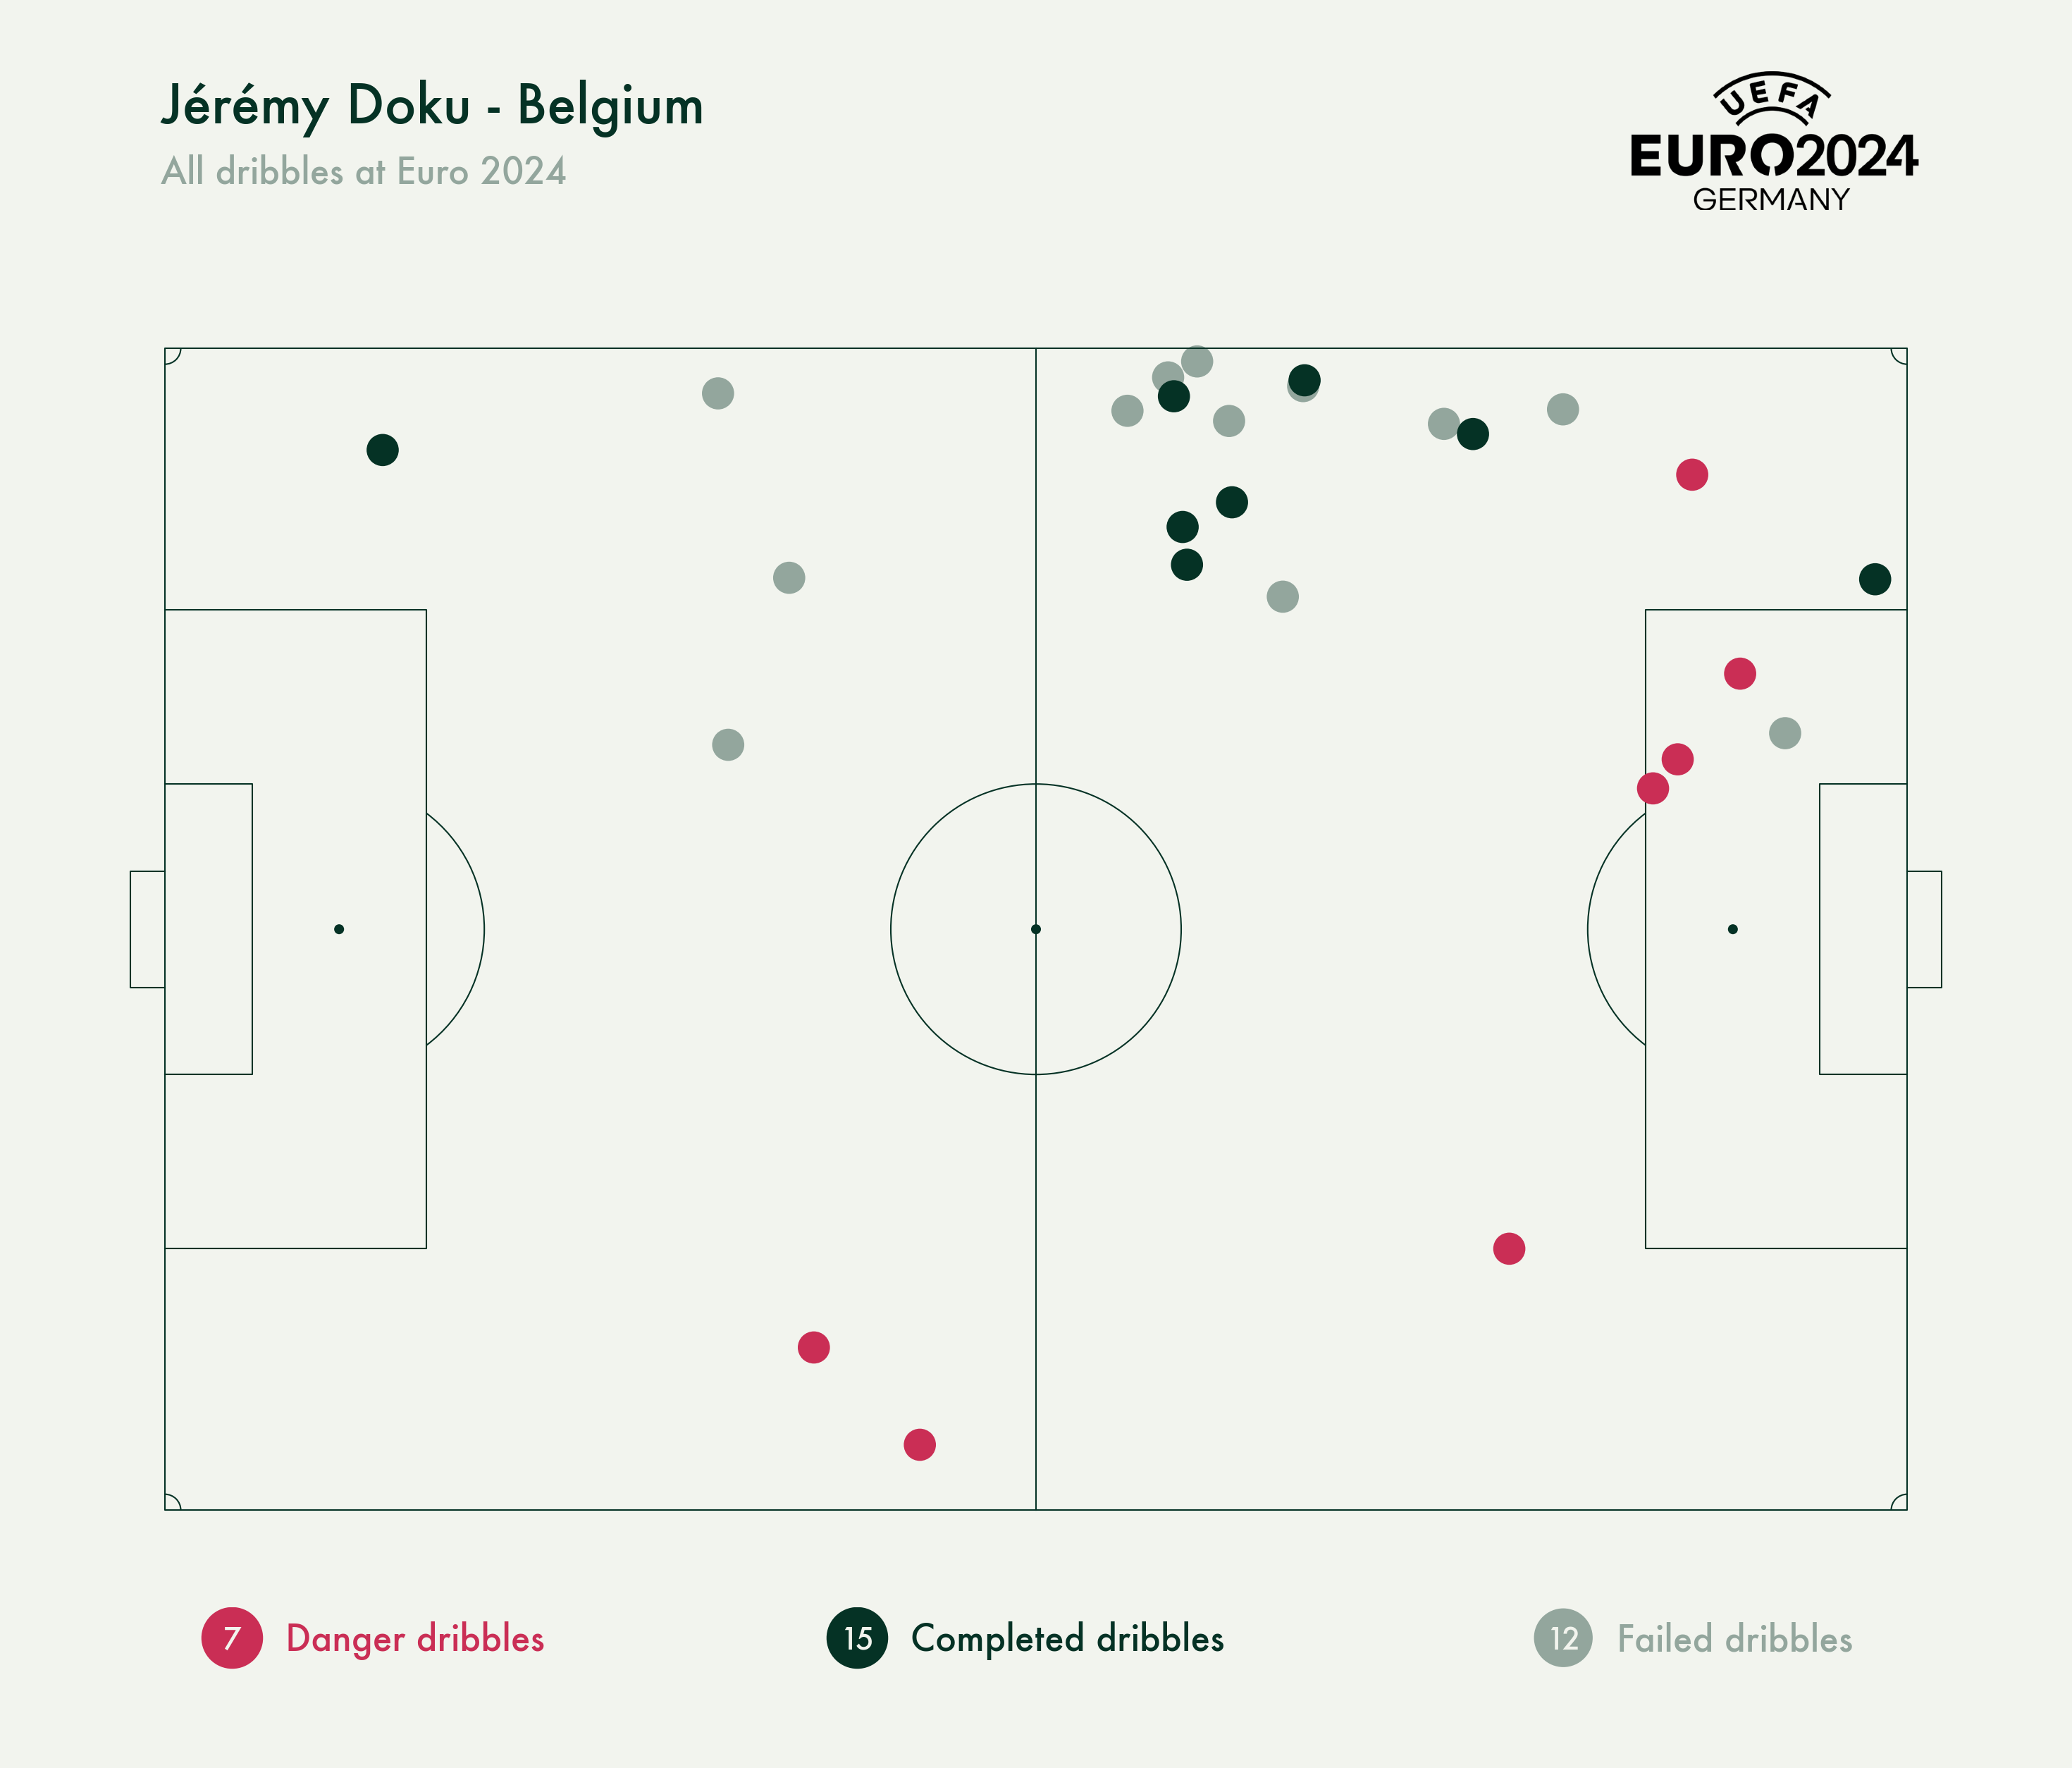 Jérémy Doku - Belgium
All dribbles at Euro 2024
UEFA
EURO2024
GERMANY
7 Danger dribbles
15 Completed dribbles
12 Failed dribbles